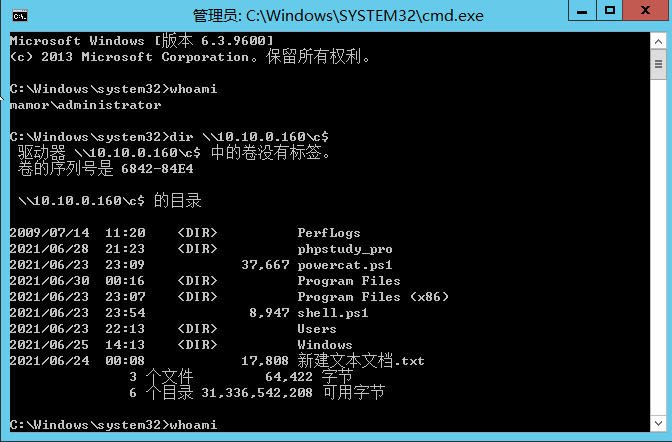 管理员: C:\Windows\SYSTEM32\cmd.exe
Microsoft Windows [版本 6.3.9600]
(c) 2013 Microsoft Corporation。保留所有权利。
C:\Windows\system32>whoami
mamor\administrator
C:\Windows\system32>dir \\10.10.0.160\c$
驱动器 \\10.10.0.160\c$ 中的卷没有标签。
卷的序列号是 6842-84E4
\\10.10.0.160\c$ 的目录
2009/07/14  11:20    <DIR>          PerfLogs
2021/06/28  21:23    <DIR>          phpstudy_pro
2021/06/23  23:09            37,667 powercat.ps1
2021/06/30  00:16    <DIR>          Program Files
2021/06/23  23:07    <DIR>          Program Files (x86)
2021/06/23  23:54             8,947 shell.ps1
2021/06/23  22:13    <DIR>          Users
2021/06/25  14:13    <DIR>          Windows
2021/06/24  00:08            17,808 新建文本文档.txt
3 个文件         64,422 字节
6 个目录 31,336,542,208 可用字节
C:\Windows\system32>whoami